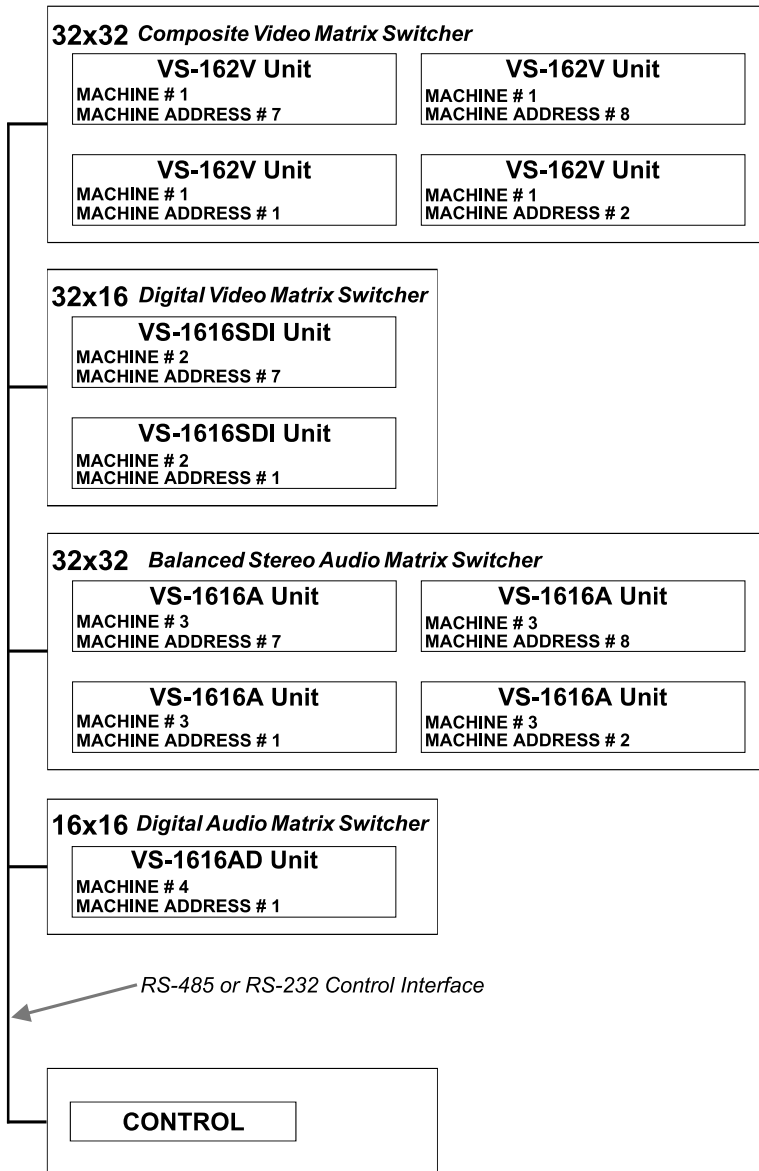 32x32 Composite Video Matrix Switcher
VS-162V Unit
MACHINE # 1
MACHINE ADDRESS # 7
VS-162V Unit
MACHINE # 1
MACHINE ADDRESS # 8
VS-162V Unit
MACHINE # 1
MACHINE ADDRESS # 1
VS-162V Unit
MACHINE # 1
MACHINE ADDRESS # 2
32x16 Digital Video Matrix Switcher
VS-1616SDI Unit
MACHINE # 2
MACHINE ADDRESS # 7
VS-1616SDI Unit
MACHINE # 2
MACHINE ADDRESS # 1
32x32 Balanced Stereo Audio Matrix Switcher
VS-1616A Unit
MACHINE # 3
MACHINE ADDRESS # 7
VS-1616A Unit
MACHINE # 3
MACHINE ADDRESS # 8
VS-1616A Unit
MACHINE # 3
MACHINE ADDRESS # 1
VS-1616A Unit
MACHINE # 3
MACHINE ADDRESS # 2
16x16 Digital Audio Matrix Switcher
VS-1616AD Unit
MACHINE # 4
MACHINE ADDRESS # 1
RS-485 or RS-232 Control Interface
CONTROL